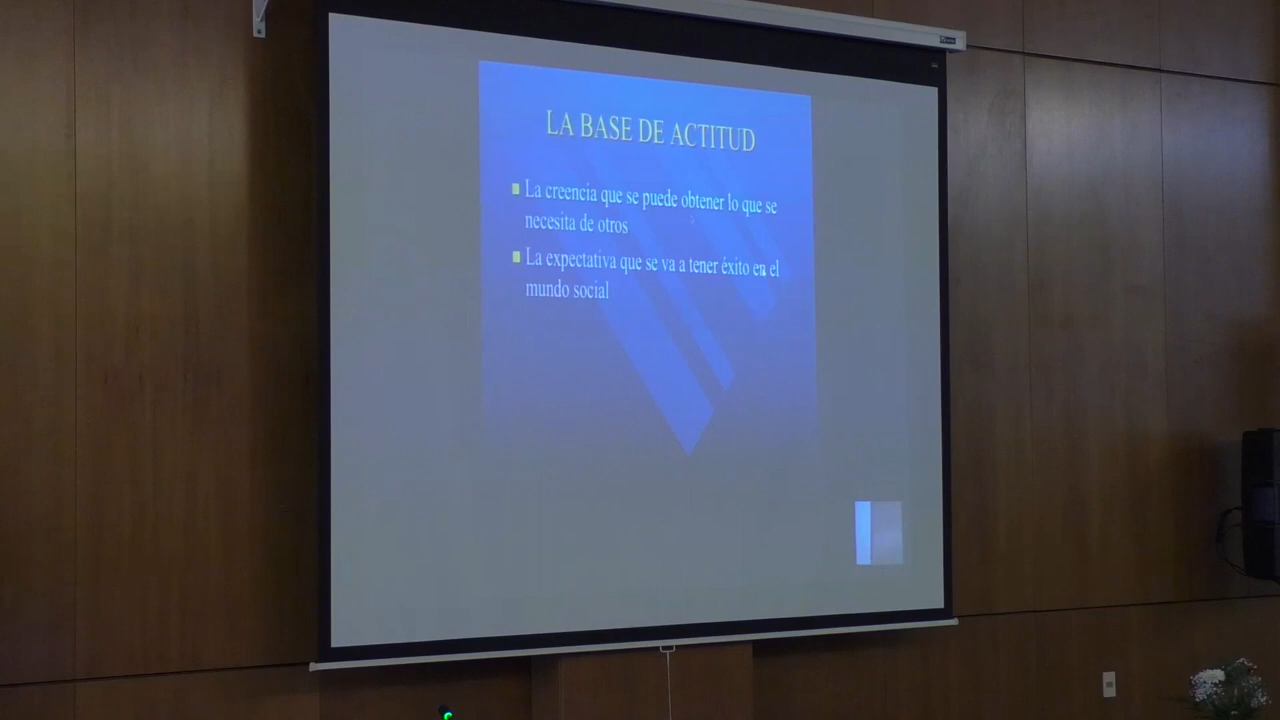 LA BASE DE ACTITUD
La creencia que se puede obtener lo que se
necesita de otros
La expectativa que se va a tener éxito en el
mundo social